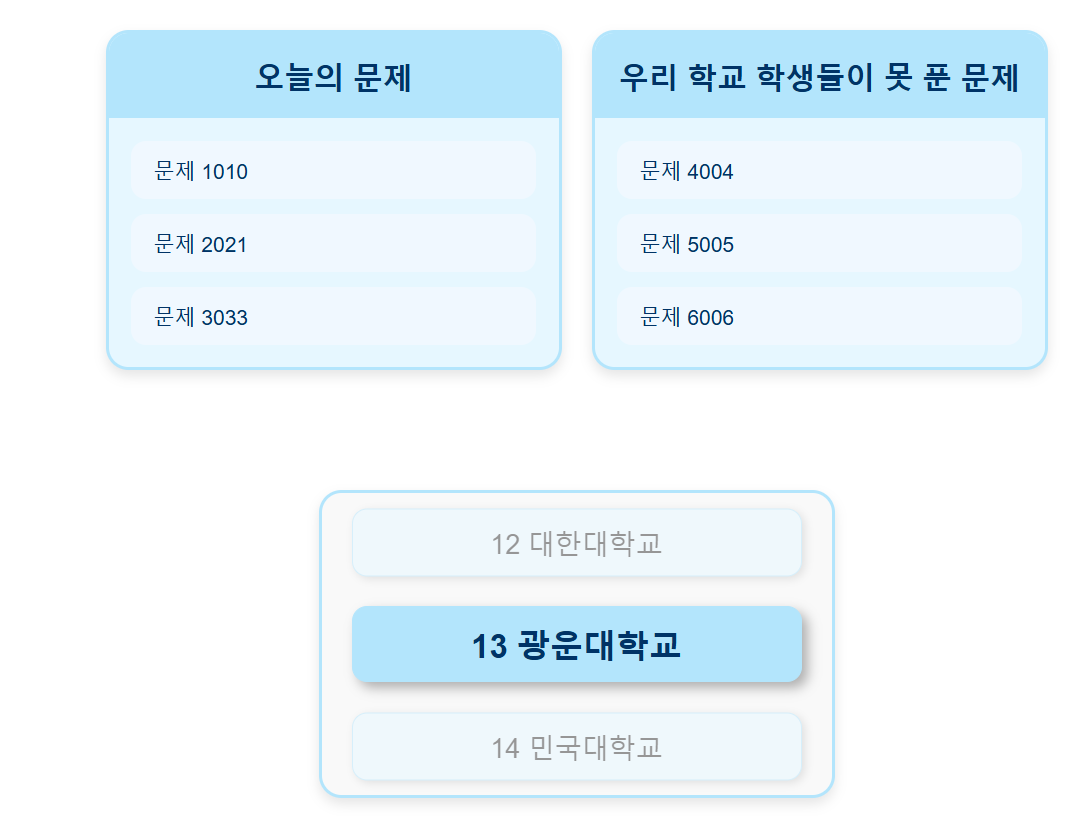 오늘의 문제
문제 1010
문제 2021
문제 3033
우리 학교 학생들이 못 푼 문제
문제 4004
문제 5005
문제 6006
12 대한대학교
13 광운대학교
14 민국대학교